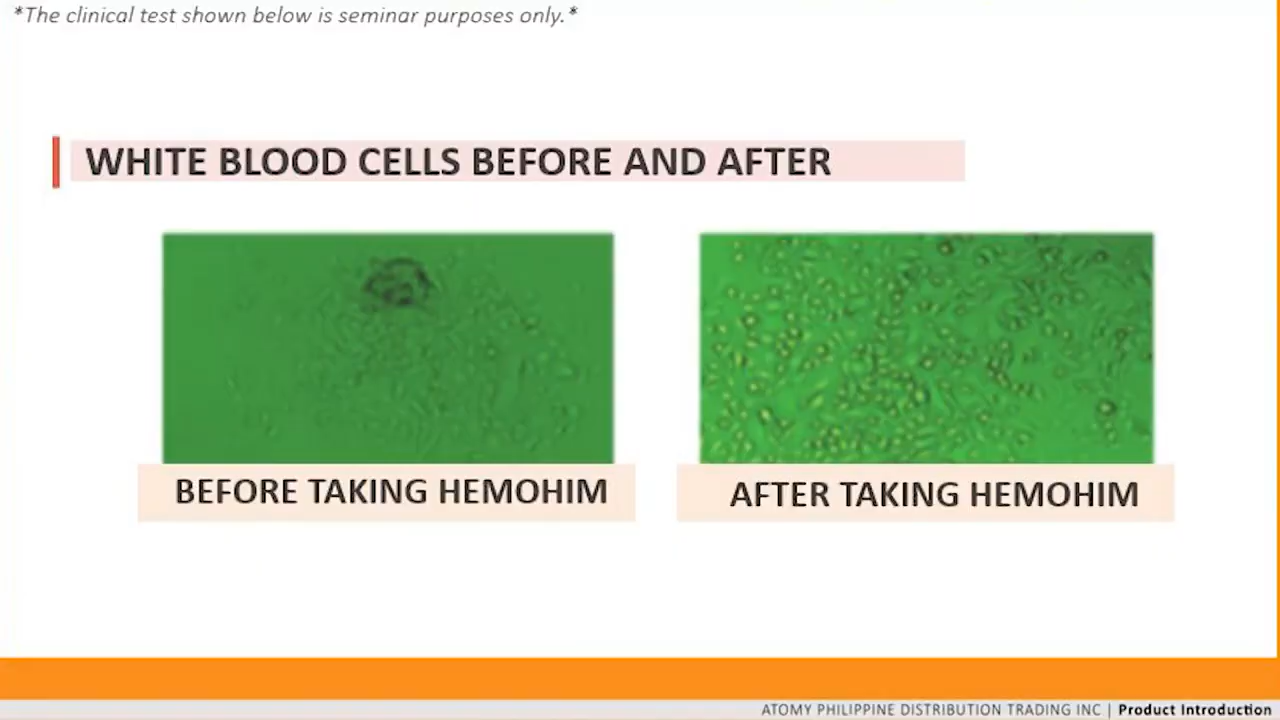 *The clinical test shown below is seminar purposes only.*
WHITE BLOOD CELLS BEFORE AND AFTER
BEFORE TAKING HEMOHIM
AFTER TAKING HEMOHIM
ATOMY PHILIPPINE DISTRIBUTION TRADING INC | Product Introduction